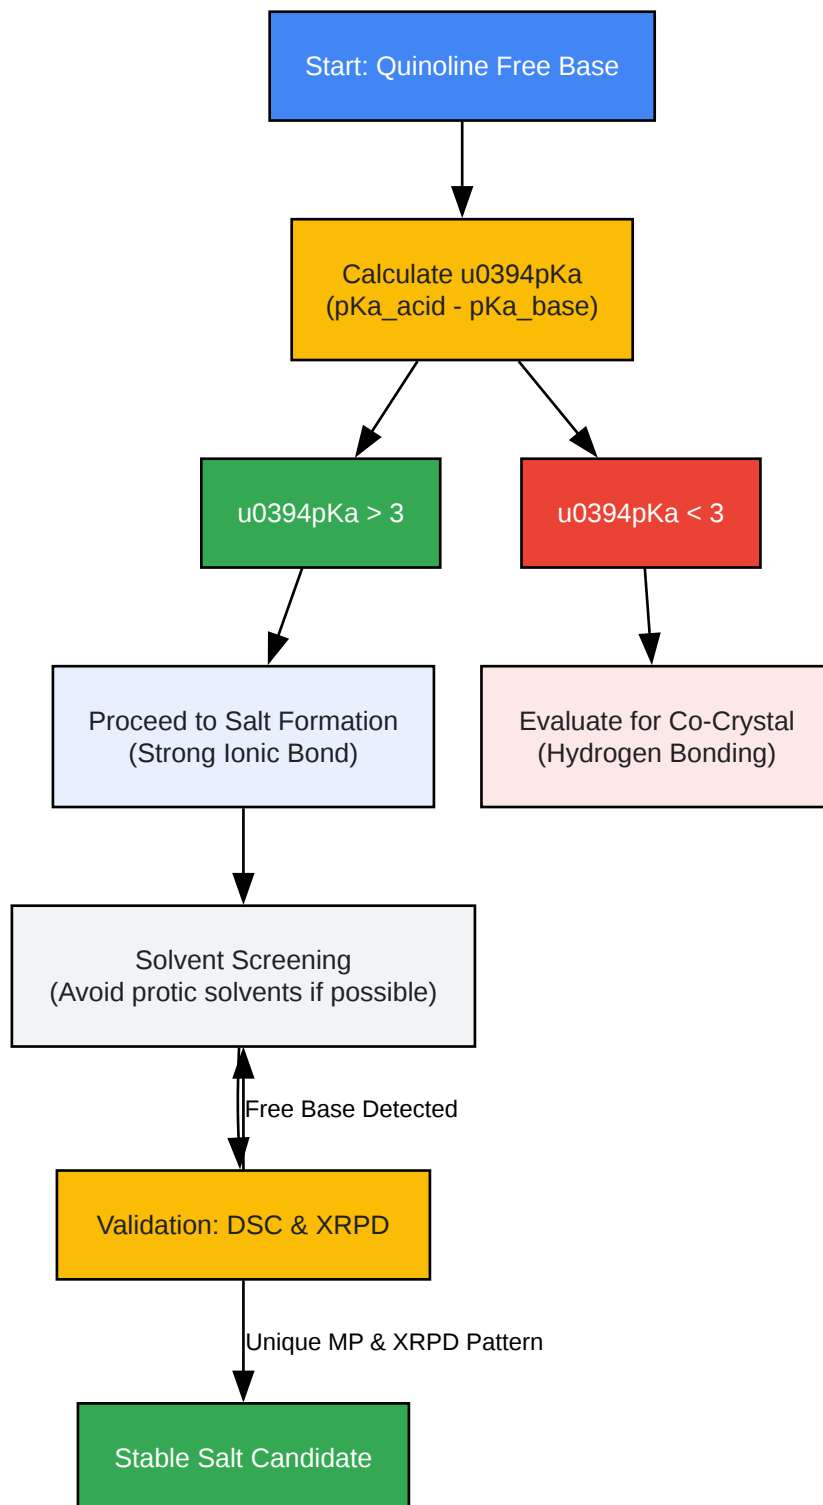 Start: Quinoline Free Base
Calculate u0394pKa
(pKa_acid - pKa_base)
u0394pKa > 3
u0394pKa < 3
Proceed to Salt Formation
(Strong Ionic Bond)
Evaluate for Co-Crystal
(Hydrogen Bonding)
Solvent Screening
(Avoid protic solvents if possible)
Free Base Detected
Validation: DSC & XRPD
Unique MP & XRPD Pattern
Stable Salt Candidate